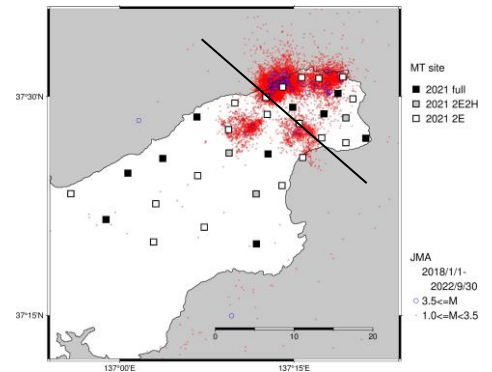 37°30'
37°15'
137°00'
137°15'
0
10
20
MT site
2021 full
2021 2E2H
2021 2E
JMA
2018/1/1-
2022/9/30
3.5<=M
1.0<=M<3.5